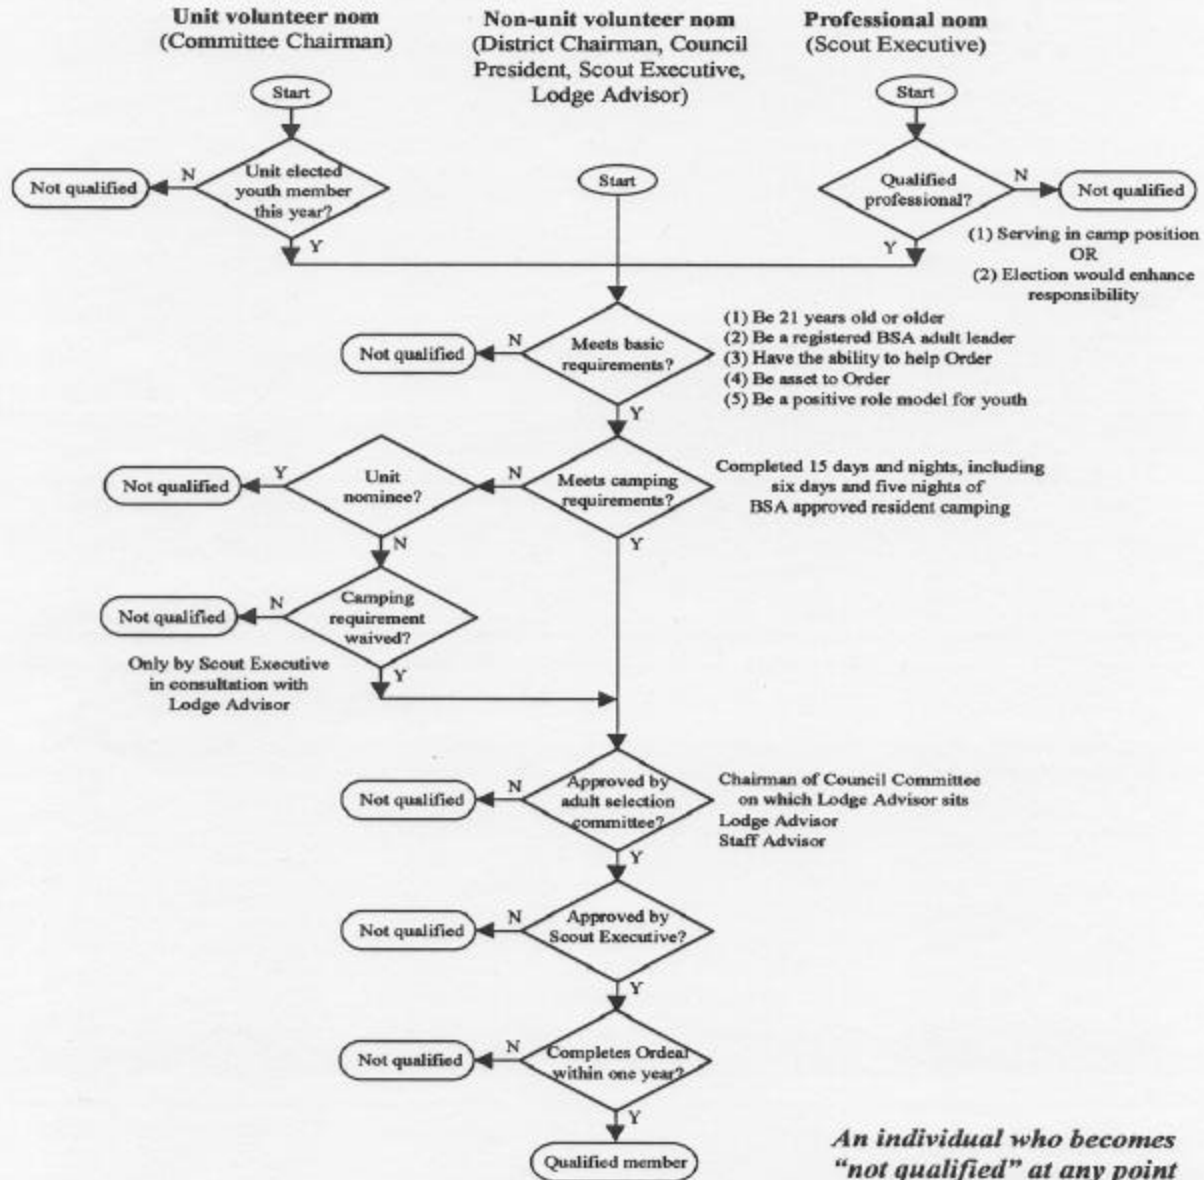 Unit volunteer nom
(Committee Chairman)
Non-unit volunteer nom
(District Chairman, Council
President, Scout Executive,
Lodge Advisor)
Professional nom
(Scout Executive)
Start
Start
Start
Not qualified
N
Unit elected
youth member
this year?
Y
Qualified
professional?
N
Not qualified
Y
(1) Serving in camp position
OR
(2) Election would enhance
responsibility
Not qualified
N
Meets basic
requirements?
Y
(1) Be 21 years old or older
(2) Be a registered BSA adult leader
(3) Have the ability to help Order
(4) Be asset to Order
(5) Be a positive role model for youth
Not qualified
Y
Unit
nominee?
N
N
Meets camping
requirements?
Y
Completed 15 days and nights, including
six days and five nights of
BSA approved resident camping
Not qualified
N
Camping
requirement
waived?
Y
Only by Scout Executive
in consultation with
Lodge Advisor
Not qualified
N
Approved by
adult selection
committee?
Y
Chairman of Council Committee
on which Lodge Advisor sits
Lodge Advisor
Staff Advisor
Not qualified
N
Approved by
Scout Executive?
Y
Not qualified
N
Completes Ordeal
within one year?
Y
Qualified member
An individual who becomes
"not qualified" at any point